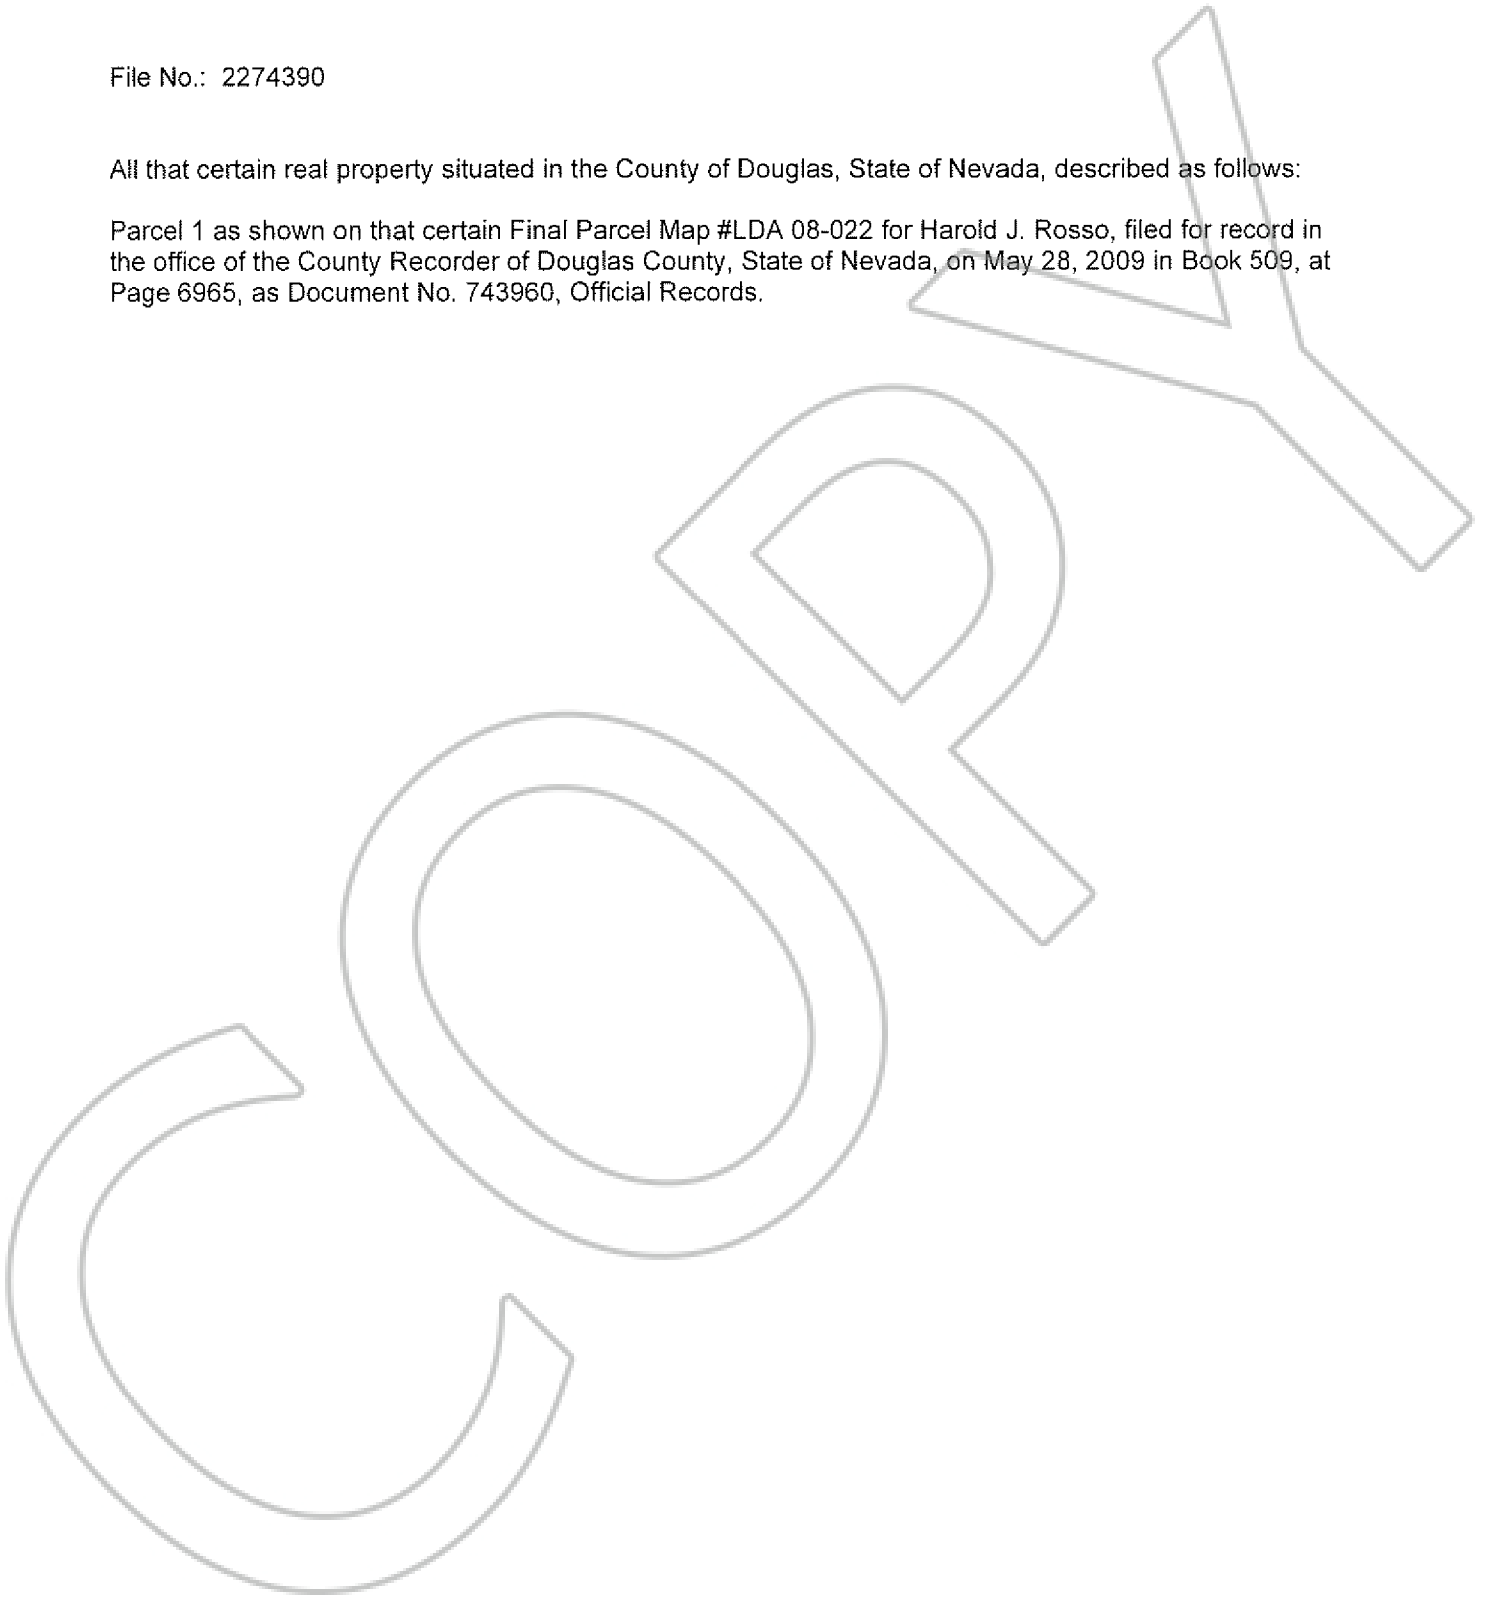 File No.: 2274390
All that certain real property situated in the County of Douglas, State of Nevada, described as follows:
Parcel 1 as shown on that certain Final Parcel Map #LDA 08-022 for Harold J. Rosso, filed for record in
the office of the County Recorder of Douglas County, State of Nevada, on May 28, 2009 in Book 509, at
Page 6965, as Document No. 743960, Official Records.
COPY